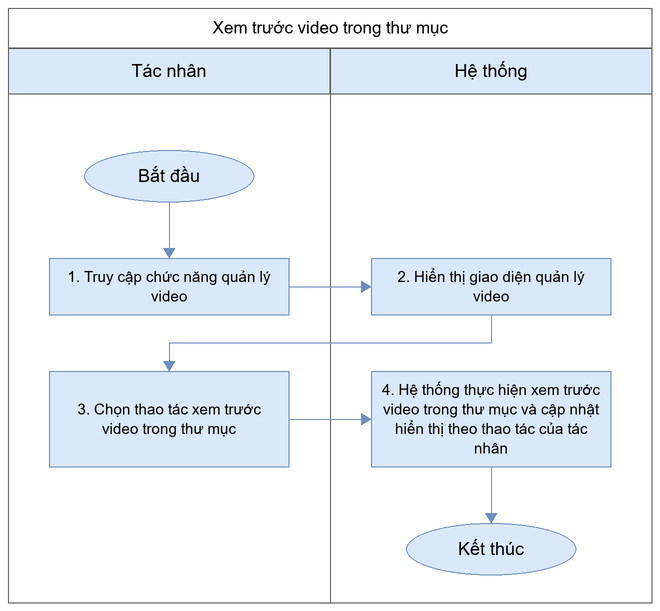 Xem trước video trong thư mục
Tác nhân
Hệ thống
Bắt đầu
1. Truy cập chức năng quản lý
video
2. Hiển thị giao diện quản lý
video
3. Chọn thao tác xem trước
video trong thư mục
4. Hệ thống thực hiện xem trước
video trong thư mục và cập nhật
hiển thị theo thao tác của tác
nhân
Kết thúc